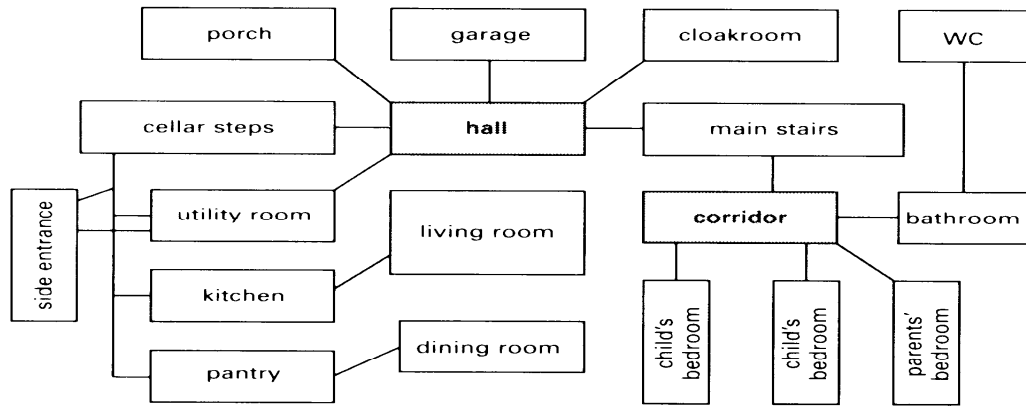 porch
garage
cloakroom
WC
cellar steps
hall
main stairs
side entrance
utility room
living room
corridor
bathroom
kitchen
child's
bedroom
child's
bedroom
parents'
bedroom
pantry
dining room